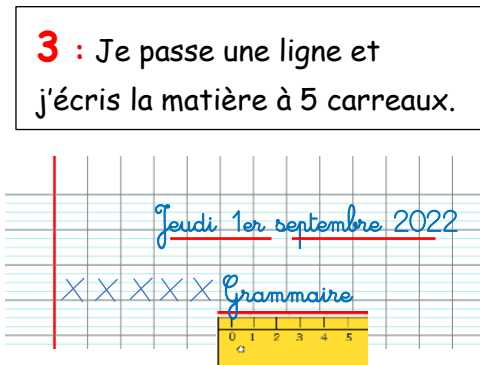 3 : Je passe une ligne et
j'écris la matière à 5 carreaux.
Jeudi 1er septembre 2022
X X X X X Grammaire
0 1 2 3 4 5